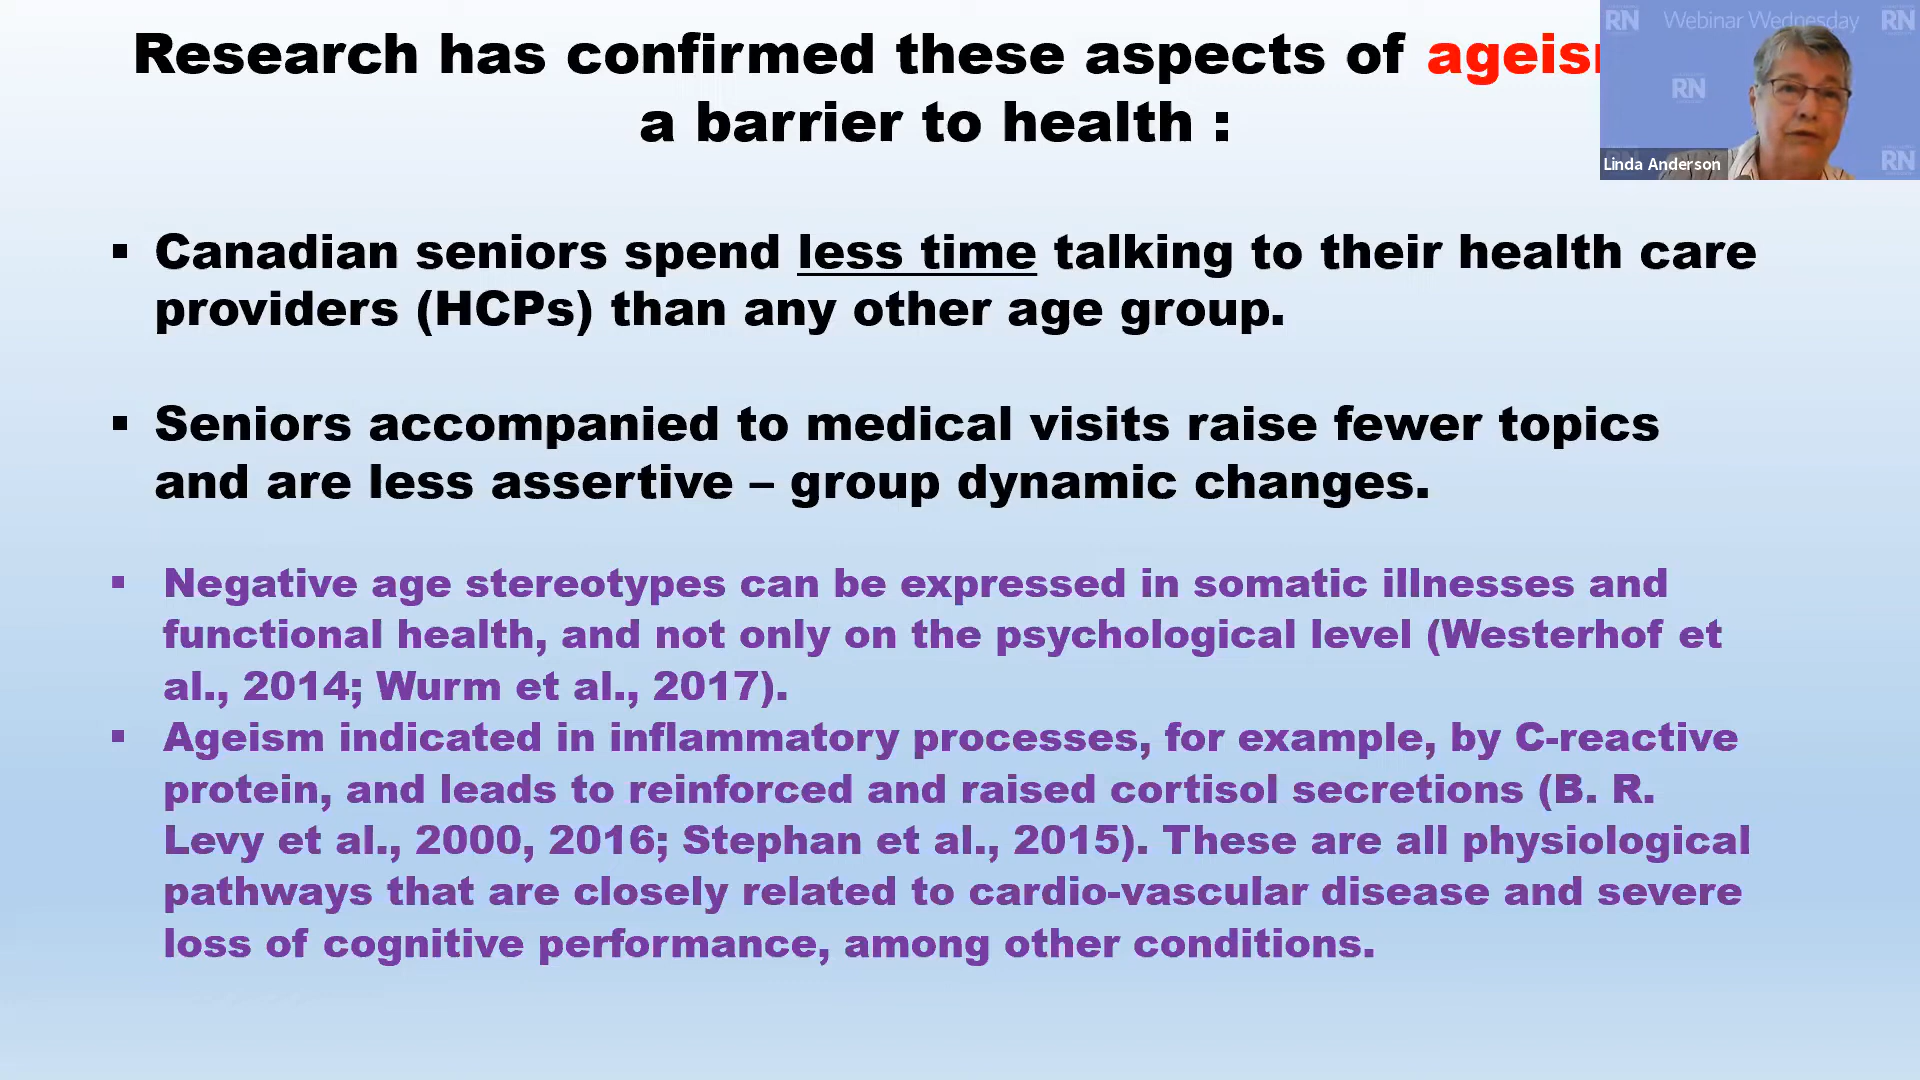 Research has confirmed these aspects of
a barrier to health :
RN Webinar Wednesday RN
RN
RN
Linda Anderson
▪ Canadian seniors spend less time talking to their health care
providers (HCPs) than any other age group.
▪ Seniors accompanied to medical visits raise fewer topics
and are less assertive – group dynamic changes.
▪ Negative age stereotypes can be expressed in somatic illnesses and
functional health, and not only on the psychological level (Westerhof et
al., 2014; Wurm et al., 2017).
▪ Ageism indicated in inflammatory processes, for example, by C-reactive
protein, and leads to reinforced and raised cortisol secretions (B. R.
Levy et al., 2000, 2016; Stephan et al., 2015). These are all physiological
pathways that are closely related to cardio-vascular disease and severe
loss of cognitive performance, among other conditions.